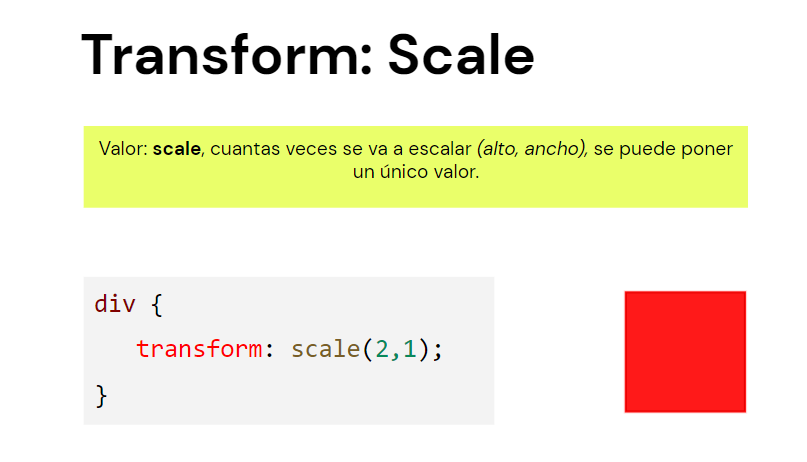 Transform: Scale
Valor: scale, cuantas veces se va a escalar (alto, ancho), se puede poner
un único valor.
div {
transform: scale(2,1);
}